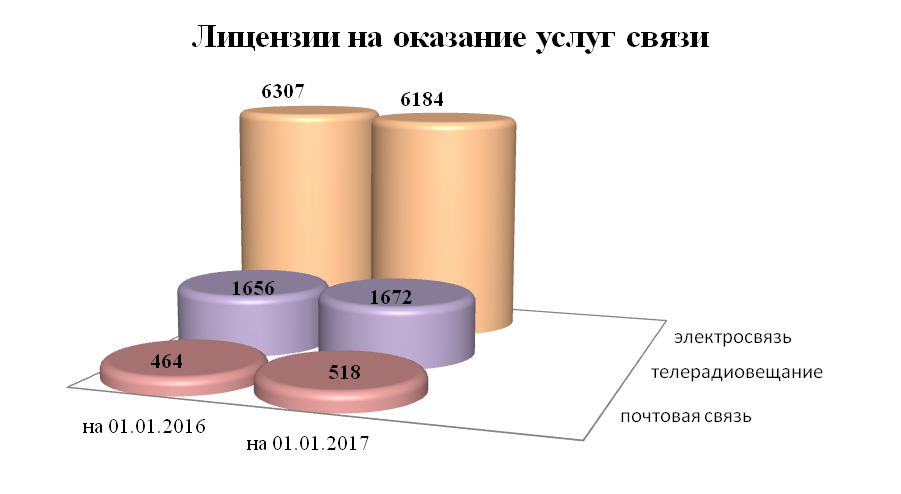 Лицензии на оказание услуг связи
6307
6184
1656
1672
464
518
электросвязь
телерадиовещание
почтовая связь
на 01.01.2016
на 01.01.2017